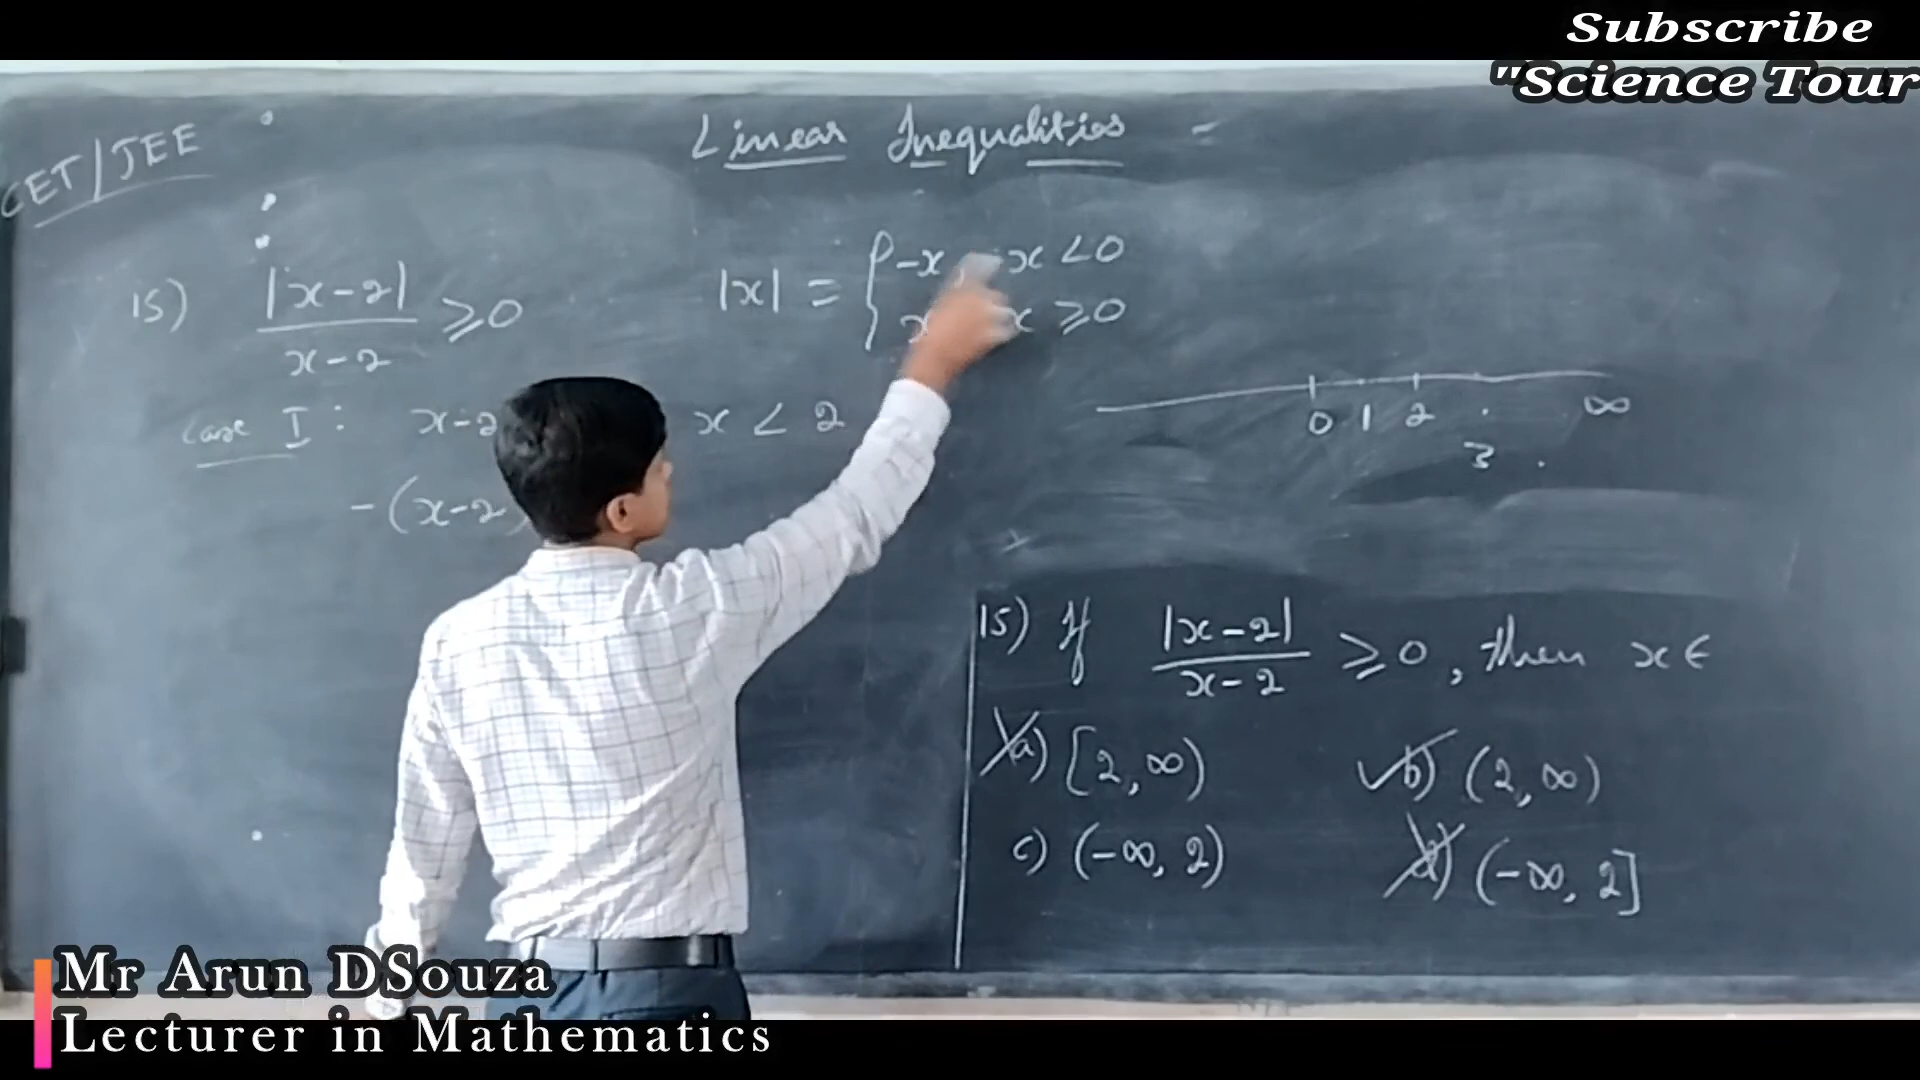 Subscribe
"Science Tour
CET/JEE
Linear Inequalities
15) |x-2| / x-2 ≥ 0
|x| = { -x, x < 0
x x ≥ 0
Case I : x-2 x < 2
-(x-2)
0 1 2 ∞
3
15) If |x-2| / x-2 ≥ 0, then x ∈
a) [2, ∞) b) (2, ∞)
c) (-∞, 2) d) (-∞, 2]
Mr Arun DSouza
Lecturer in Mathematics